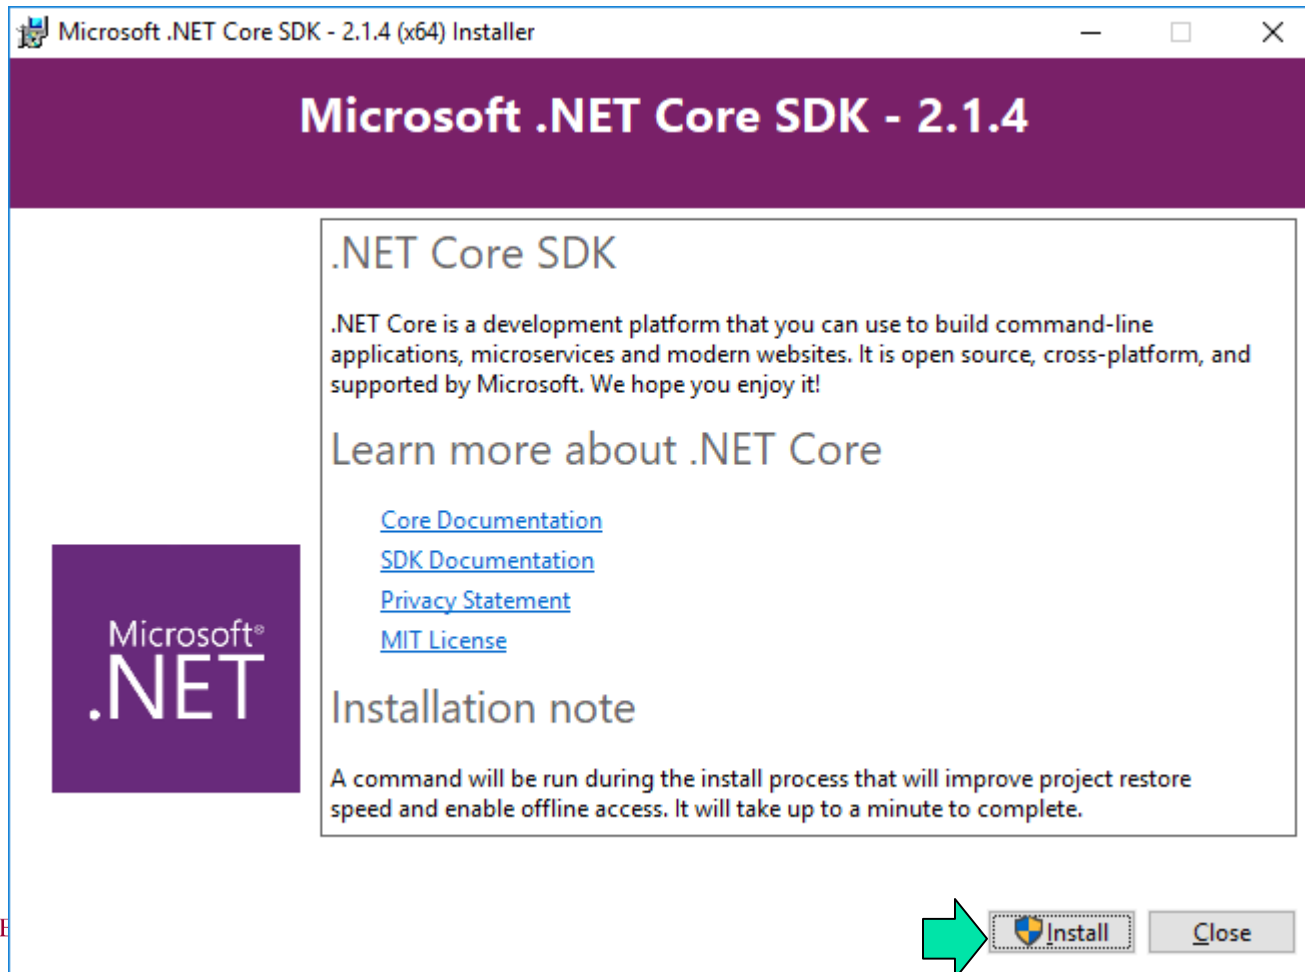 Microsoft .NET Core SDK - 2.1.4 (x64) Installer
Microsoft .NET Core SDK - 2.1.4
.NET Core SDK
.NET Core is a development platform that you can use to build command-line
applications, microservices and modern websites. It is open source, cross-platform, and
supported by Microsoft. We hope you enjoy it!
Learn more about .NET Core
Core Documentation
SDK Documentation
Privacy Statement
MIT License
Microsoft®
.NET
Installation note
A command will be run during the install process that will improve project restore
speed and enable offline access. It will take up to a minute to complete.
Install
Close